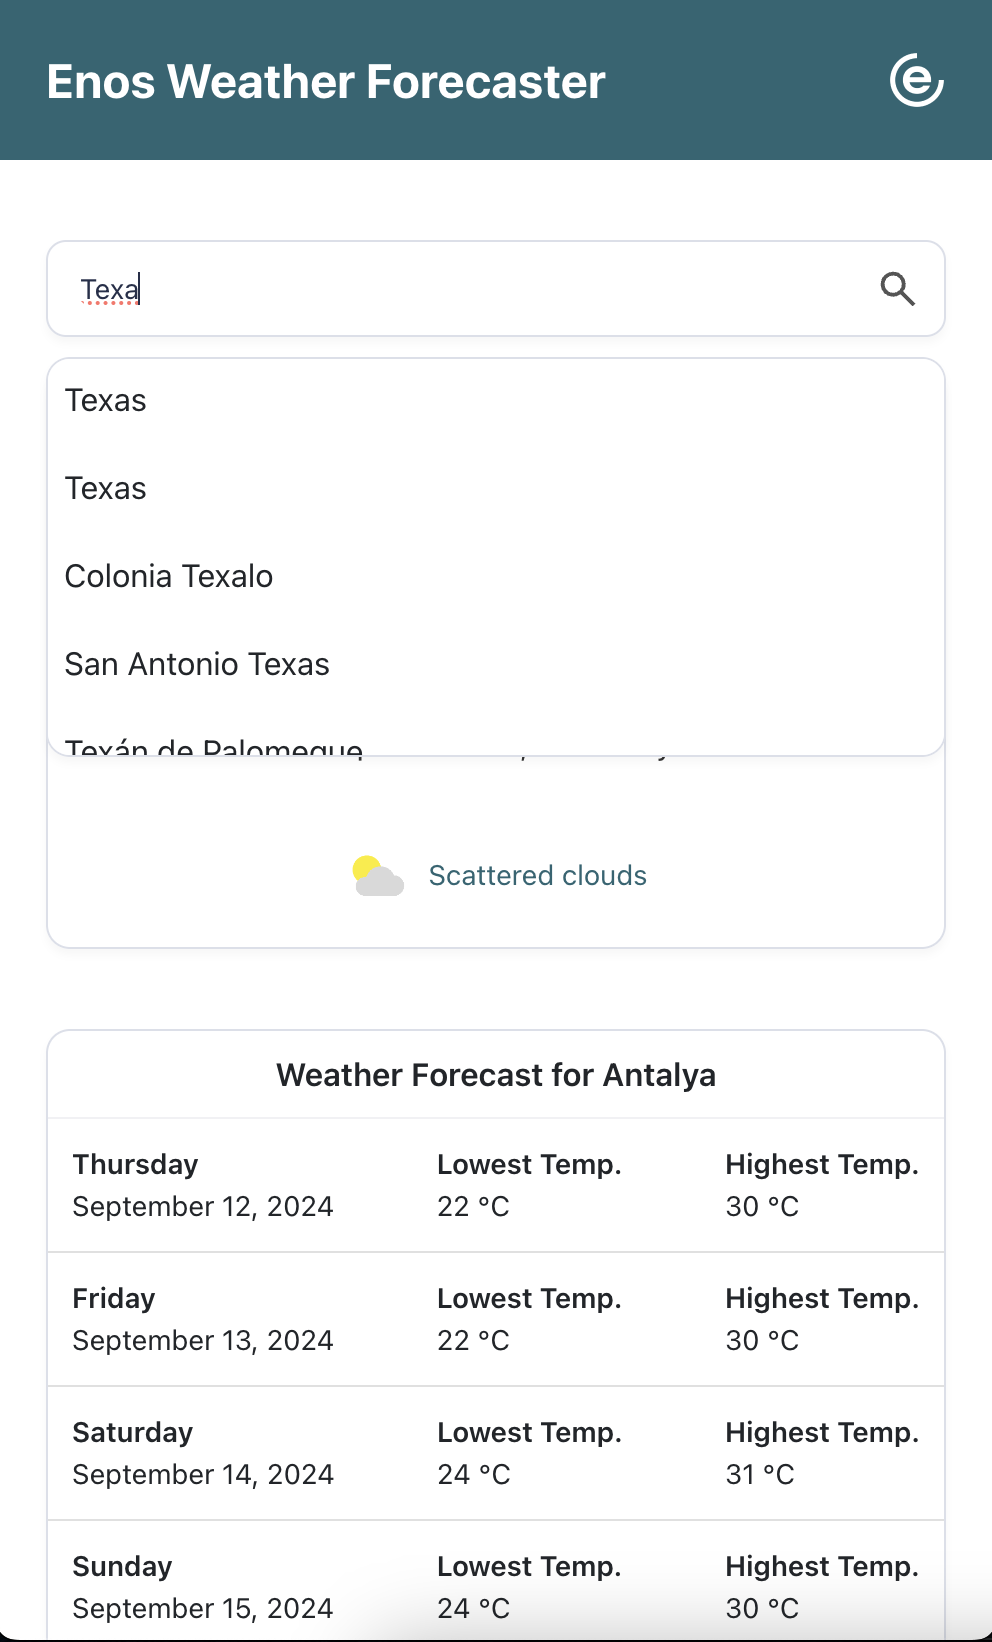 Enos Weather Forecaster
e
Texa
Texas
Texas
Colonia Texalo
San Antonio Texas
Texán de Palomeque
Scattered clouds
Weather Forecast for Antalya
Thursday Lowest Temp. Highest Temp.
September 12, 2024 22 °C 30 °C
Friday Lowest Temp. Highest Temp.
September 13, 2024 22 °C 30 °C
Saturday Lowest Temp. Highest Temp.
September 14, 2024 24 °C 31 °C
Sunday Lowest Temp. Highest Temp.
September 15, 2024 24 °C 30 °C